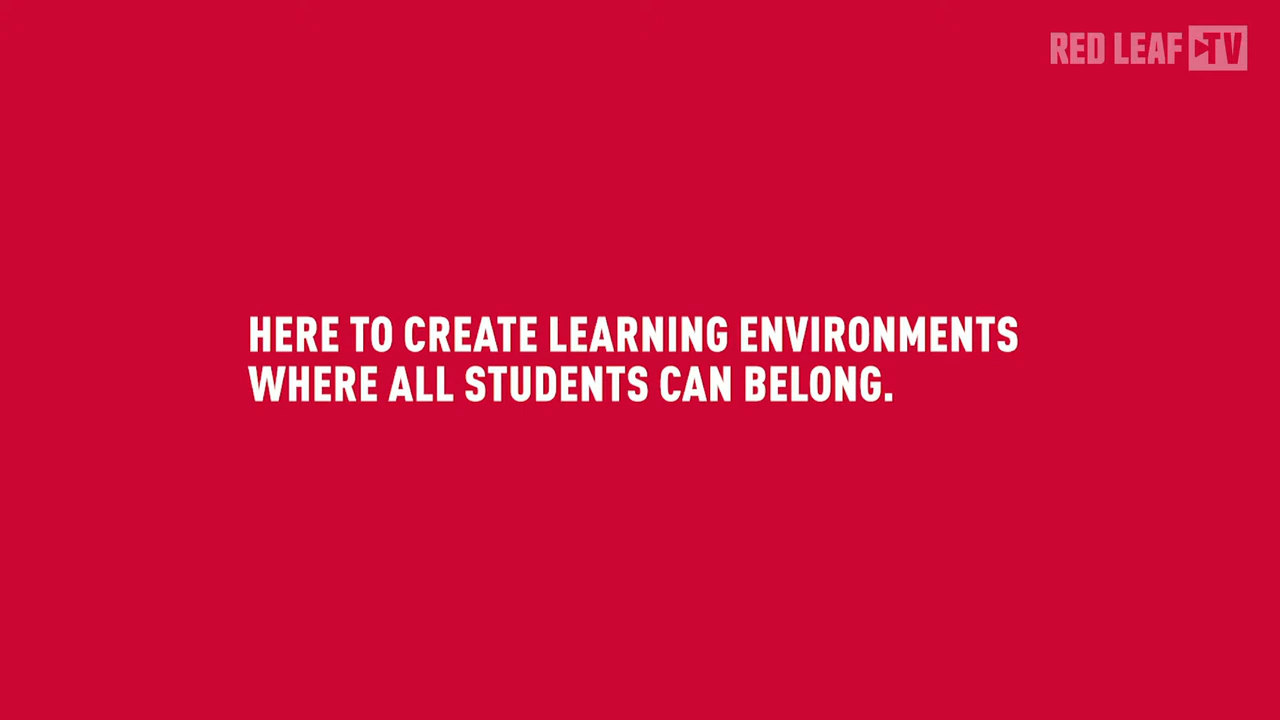 RED LEAF TV
HERE TO CREATE LEARNING ENVIRONMENTS
WHERE ALL STUDENTS CAN BELONG.